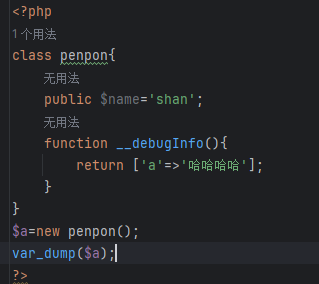 <?php
1个用法
class penpon{
无用法
public $name='shan';
无用法
function __debugInfo(){
return ['a'=>'哈哈哈哈'];
}
}
$a=new penpon();
var_dump($a);
?>